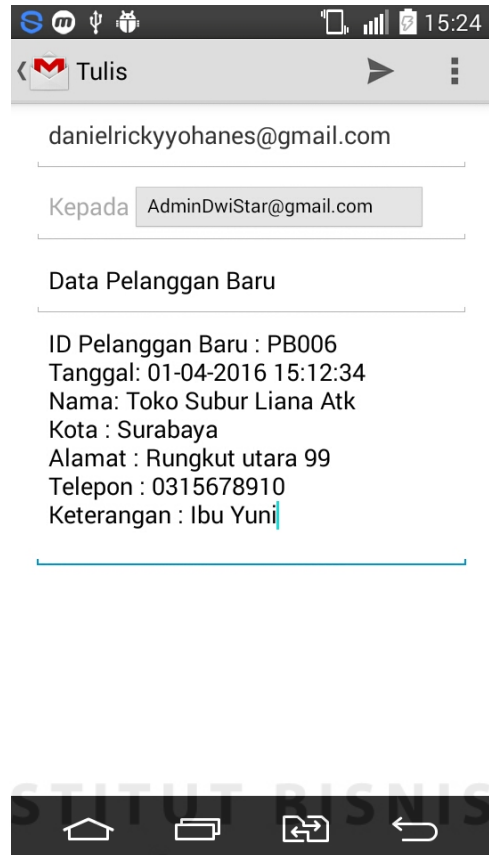 15:24
Tulis
danielrickyyohanes@gmail.com
Kepada AdminDwiStar@gmail.com
Data Pelanggan Baru
ID Pelanggan Baru : PB006
Tanggal: 01-04-2016 15:12:34
Nama: Toko Subur Liana Atk
Kota : Surabaya
Alamat : Rungkut utara 99
Telepon : 0315678910
Keterangan : Ibu Yuni
STITUT BISNIS